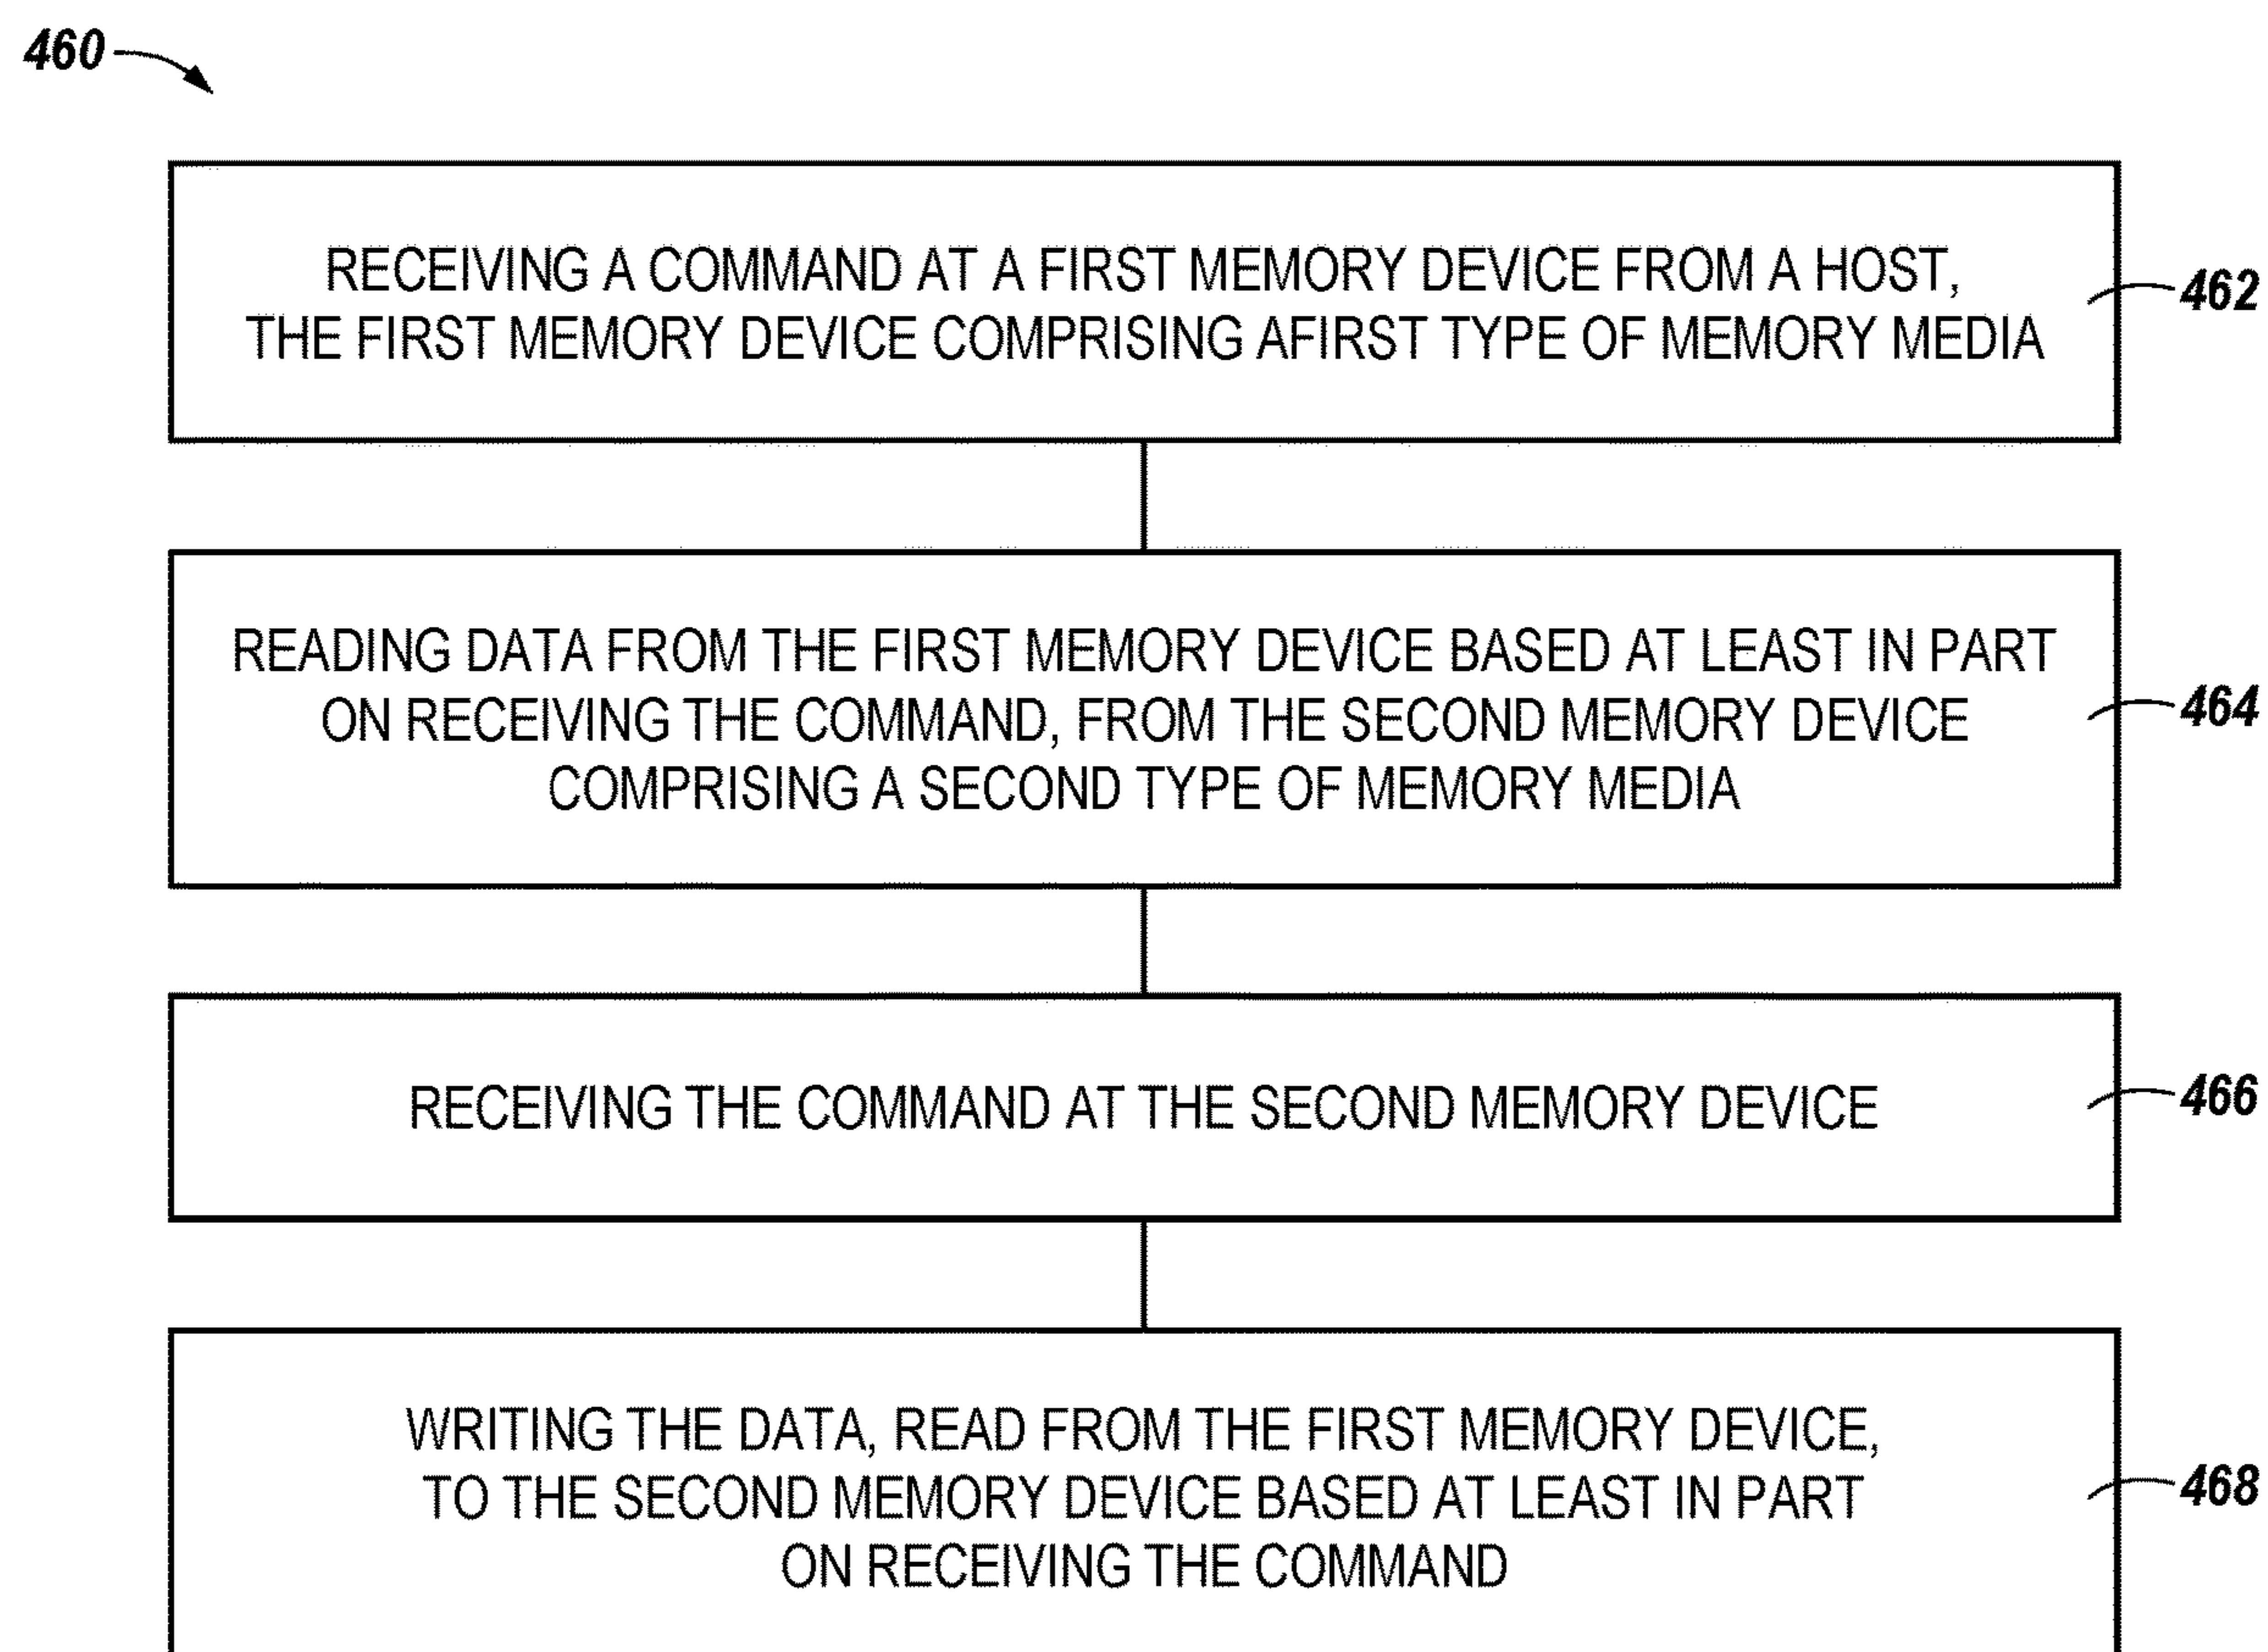 460
RECEIVING A COMMAND AT A FIRST MEMORY DEVICE FROM A HOST,
THE FIRST MEMORY DEVICE COMPRISING AFIRST TYPE OF MEMORY MEDIA
462
READING DATA FROM THE FIRST MEMORY DEVICE BASED AT LEAST IN PART
ON RECEIVING THE COMMAND, FROM THE SECOND MEMORY DEVICE
COMPRISING A SECOND TYPE OF MEMORY MEDIA
464
RECEIVING THE COMMAND AT THE SECOND MEMORY DEVICE
466
WRITING THE DATA, READ FROM THE FIRST MEMORY DEVICE,
TO THE SECOND MEMORY DEVICE BASED AT LEAST IN PART
ON RECEIVING THE COMMAND
468